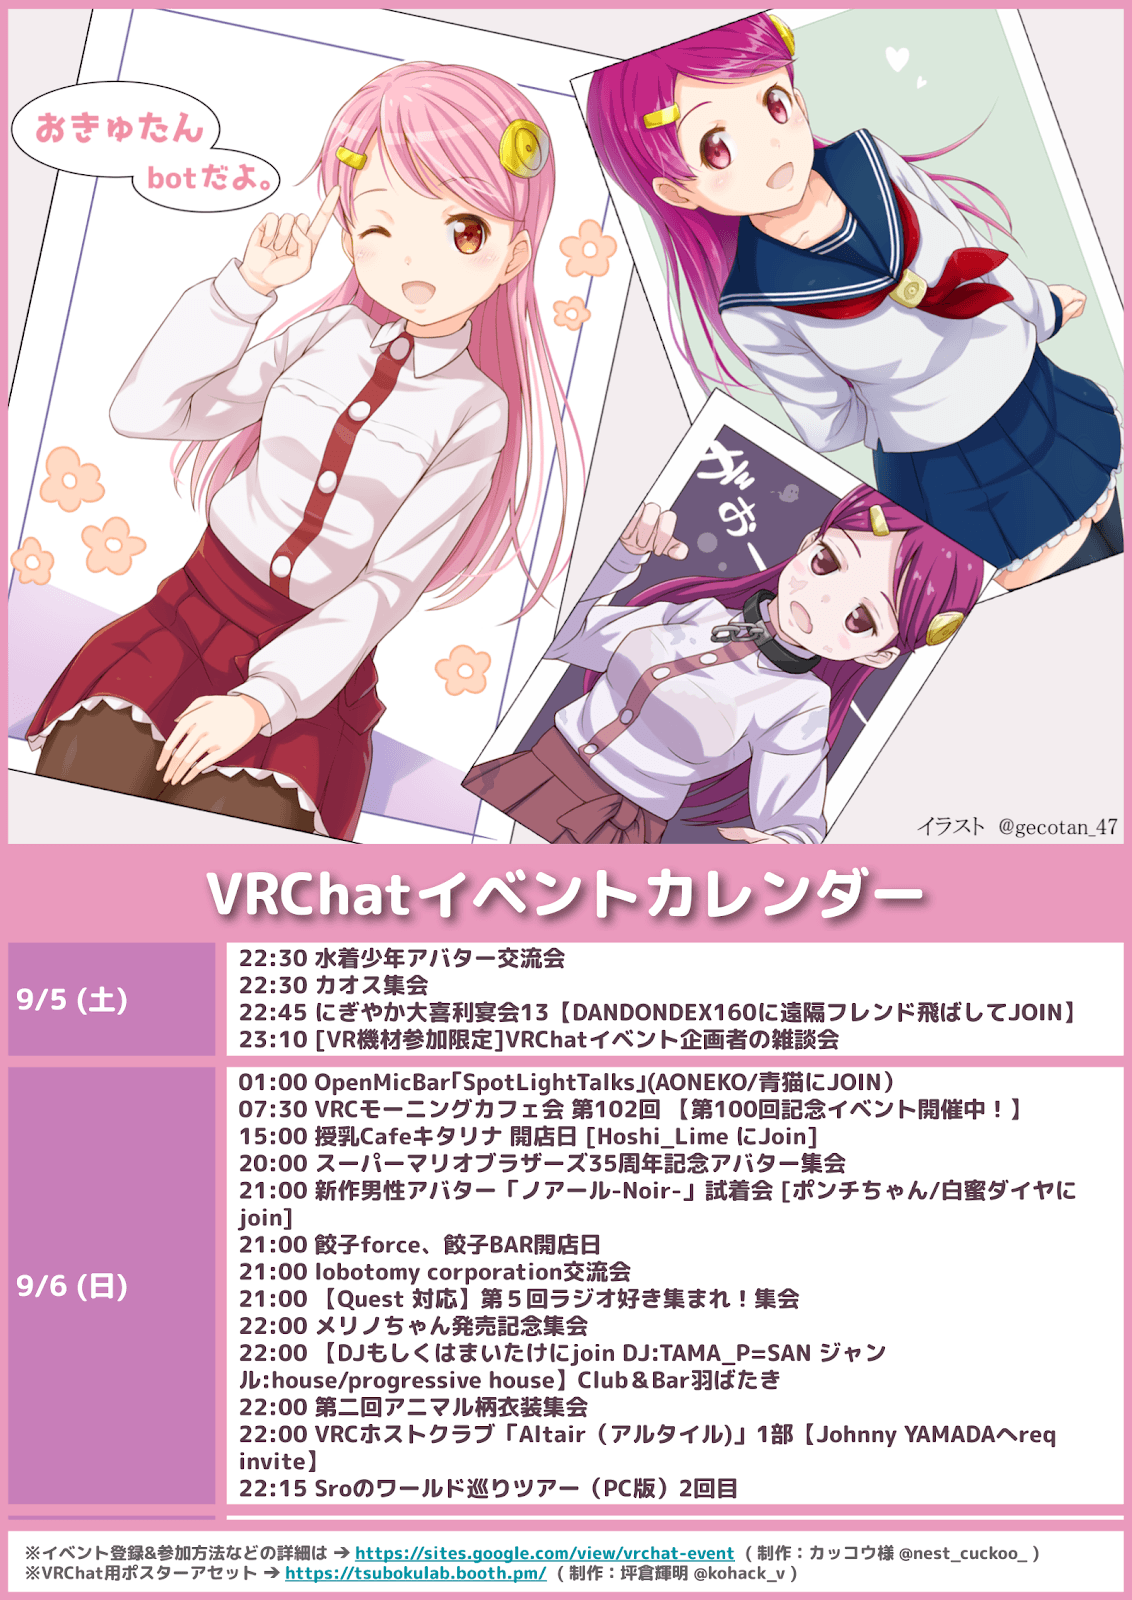 おきゅたん
botだよ。
がおー
イラスト @gecotan_47
VRChatイベントカレンダー
9/5 (土)
22:30 水着少年アバター交流会
22:30 カオス集会
22:45 にぎやか大喜利宴会13【DANDONDEX160に遠隔フレンド飛ばしてJOIN】
23:10 [VR機材参加限定]VRChatイベント企画者の雑談会
9/6 (日)
01:00 OpenMicBar｢SpotLightTalks｣(AONEKO/青猫にJOIN）
07:30 VRCモーニングカフェ会 第102回 【第100回記念イベント開催中！】
15:00 授乳Cafeキタリナ 開店日 [Hoshi_Lime にJoin]
20:00 スーパーマリオブラザーズ35周年記念アバター集会
21:00 新作男性アバター「ノアール-Noir-」試着会 [ポンチちゃん/白蜜ダイヤに
join]
21:00 餃子force、餃子BAR開店日
21:00 lobotomy corporation交流会
21:00 【Quest 対応】第５回ラジオ好き集まれ！集会
22:00 メリノちゃん発売記念集会
22:00 【DJもしくはまいたけにjoin DJ:TAMA_P=SAN ジャン
ル:house/progressive house】Club＆Bar羽ばたき
22:00 第二回アニマル柄衣装集会
22:00 VRCホストクラブ「Altair（アルタイル)」1部【Johnny YAMADAへreq
invite】
22:15 Sroのワールド巡りツアー（PC版）2回目
※イベント登録&参加方法などの詳細は ➔ https://sites.google.com/view/vrchat-event ( 制作：カッコウ様 @nest_cuckoo_ )
※VRChat用ポスターアセット ➔ https://tsubokulab.booth.pm/ ( 制作：坪倉輝明 @kohack_v )